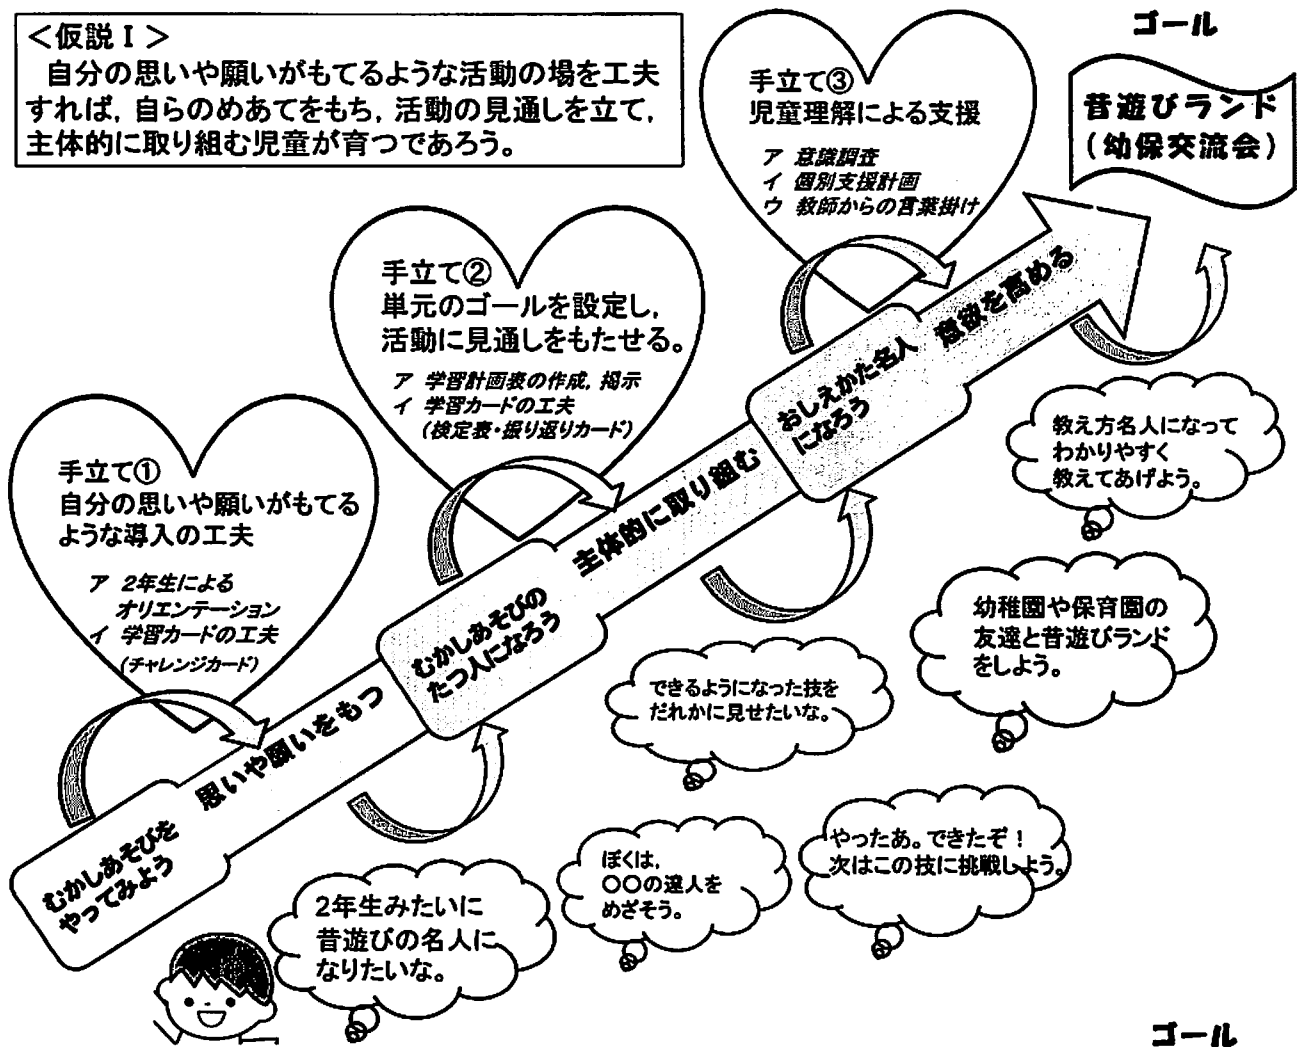 <仮説Ⅰ>
自分の思いや願いがもてるような活動の場を工夫
すれば，自らのめあてをもち，活動の見通しを立て，
主体的に取り組む児童が育つであろう。
ゴール
昔遊びランド
(幼保交流会)
手立て③
児童理解による支援
ア 意識調査
イ 個別支援計画
ウ 教師からの言葉掛け
手立て②
単元のゴールを設定し，
活動に見通しをもたせる。
ア 学習計画表の作成，掲示
イ 学習カードの工夫
(検定表・振り返りカード)
手立て①
自分の思いや願いがもてる
ような導入の工夫
ア 2年生による
オリエンテーション
イ 学習カードの工夫
(チャレンジカード)
むかしあそびを
やってみよう
思いや願いをもつ
むかしあそびの
たつ人になろう
主体的に取り組む
おしえかた名人
になろう
意欲を高める
教え方名人になって
わかりやすく
教えてあげよう。
幼稚園や保育園の
友達と昔遊びランド
をしよう。
できるようになった技を
だれかに見せたいな。
やったあ。できたぞ！
次はこの技に挑戦しよう。
ぼくは，
〇〇の達人を
めざそう。
2年生みたいに
昔遊びの名人に
なりたいな。
ゴール